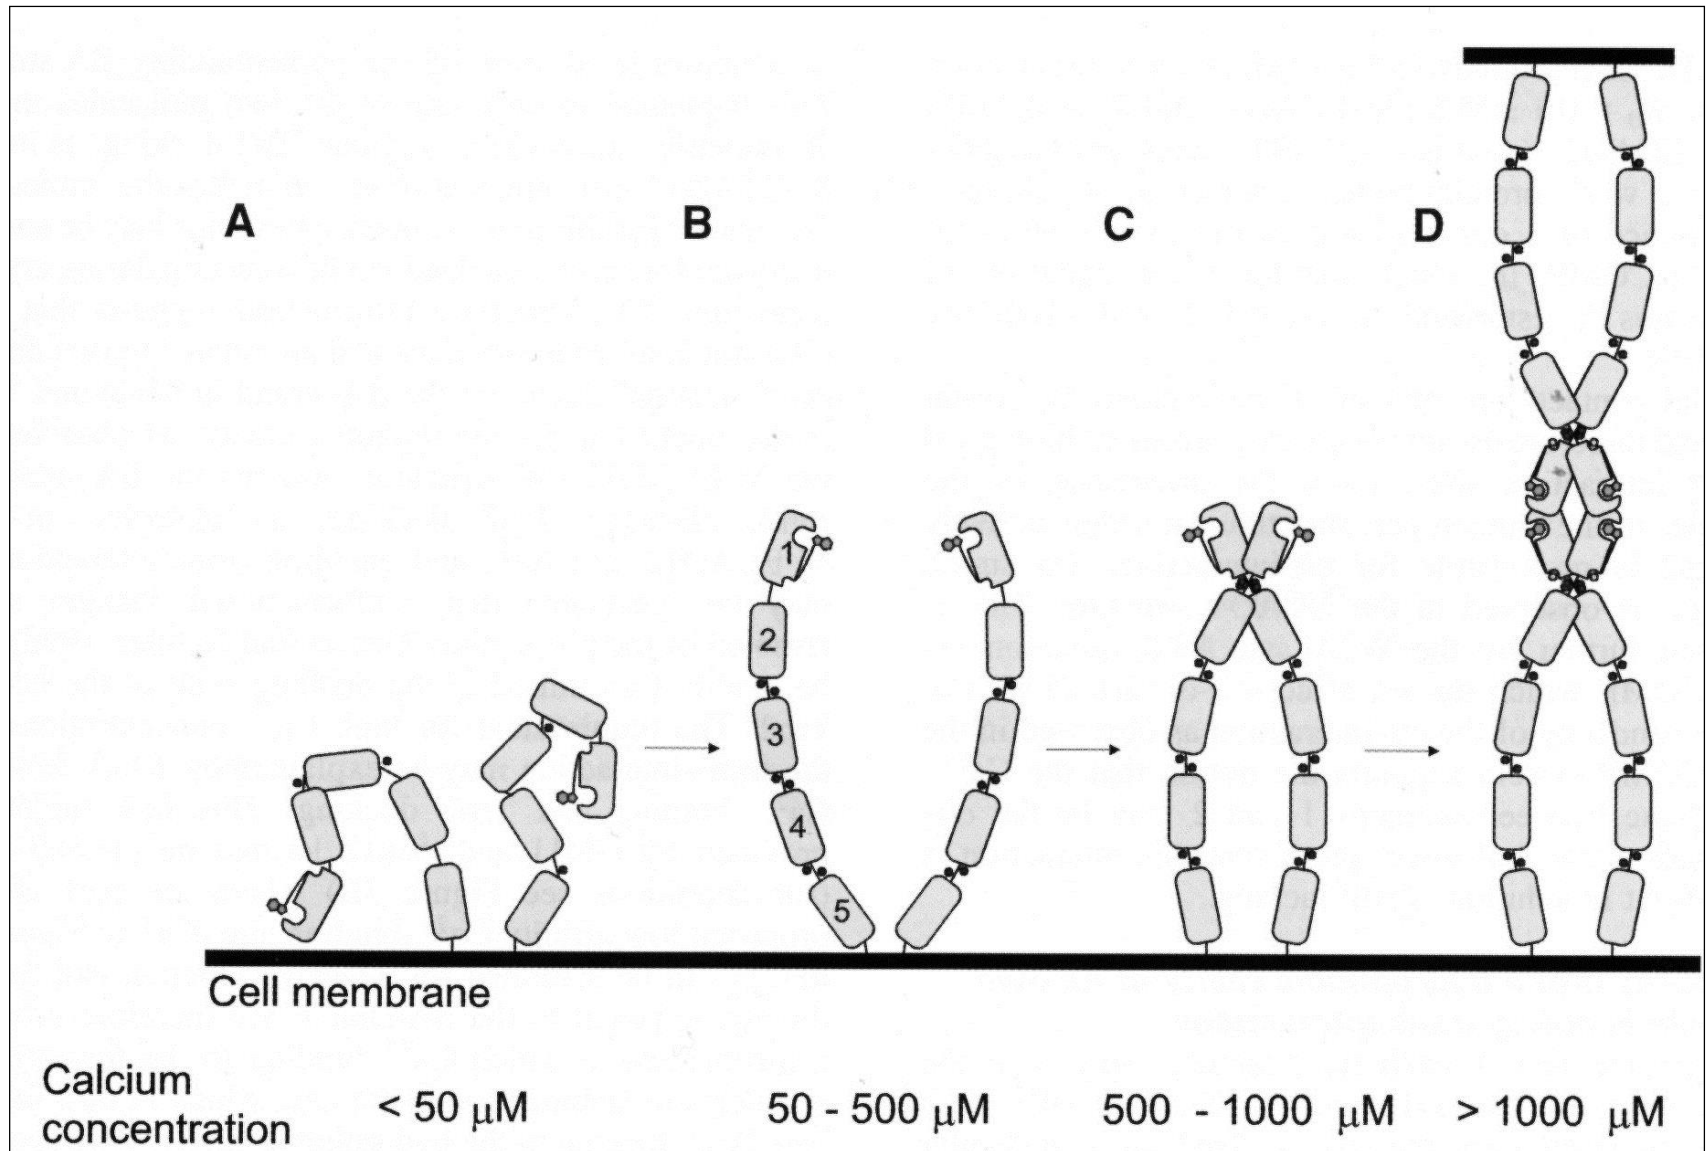 A
B
C
D
1
2
3
4
5
Cell membrane
Calcium
concentration
< 50 μM
50 - 500 μM
500 - 1000 μM
> 1000 μM